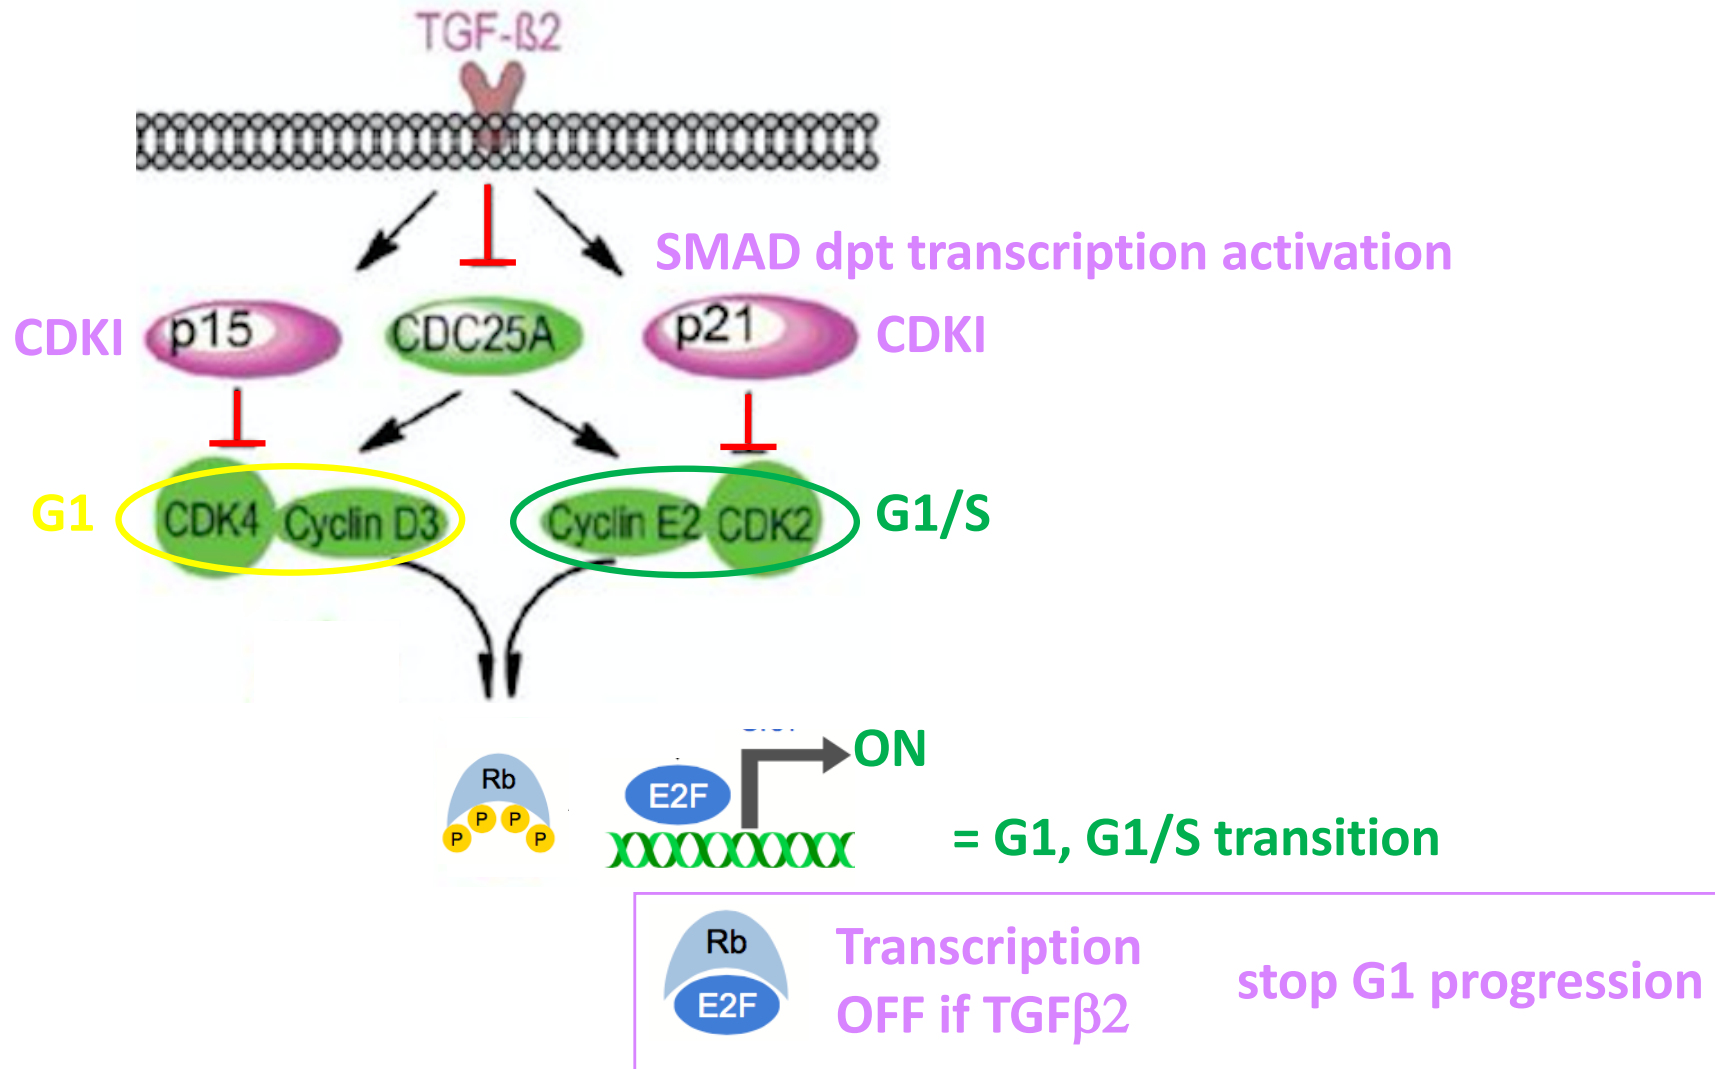 TGF-ß2
SMAD dpt transcription activation
CDKI
p15
CDC25A
p21
CDKI
G1
CDK4
Cyclin D3
Cyclin E2
CDK2
G1/S
ON
Rb
P
P
P
P
E2F
= G1, G1/S transition
Rb
E2F
Transcription
OFF if TGFβ2
stop G1 progression